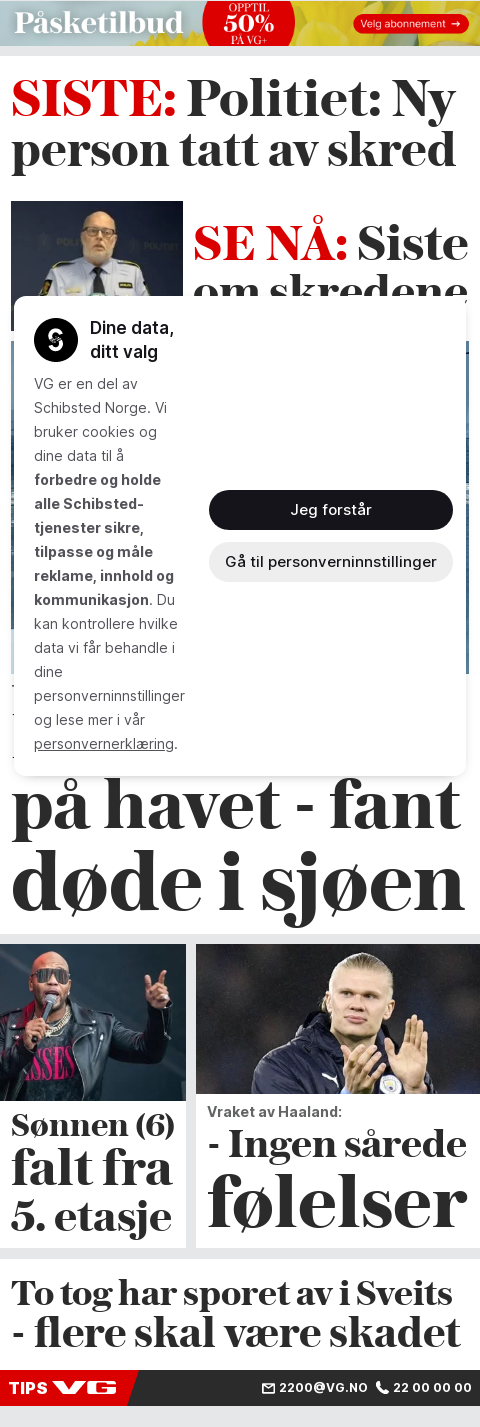 Påsketilbud
OPPTIL
50%
PÅ VG+
Velg abonnement →
SISTE: Politiet: Ny
person tatt av skred
SE NÅ: Siste
om skredene
Dine data,
ditt valg
VG er en del av
Schibsted Norge. Vi
bruker cookies og
dine data til å
forbedre og holde
alle Schibsted-
tjenester sikre,
tilpasse og måle
reklame, innhold og
kommunikasjon. Du
kan kontrollere hvilke
data vi får behandle i
dine
personverninnstillinger
og lese mer i vår
personvernerklæring.
Jeg forstår
Gå til personverninnstillinger
på havet - fant
døde i sjøen
Sønnen (6)
falt fra
5. etasje
Vraket av Haaland:
- Ingen sårede
følelser
To tog har sporet av i Sveits
- flere skal være skadet
TIPS VG
2200@VG.NO
22 00 00 00